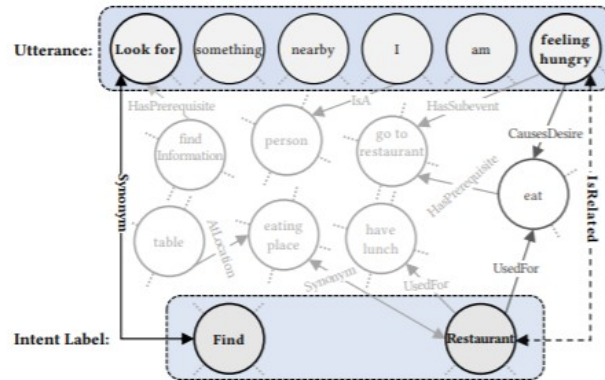 Utterance: Look for something nearby I am feeling hungry
HasPrerequisite
IsA
HasSubevent
CausesDesire
find Information
person
go to restaurant
HasPrerequisite
eat
Synonym
IsRelated
table
AtLocation
eating place
have lunch
Synonym
UsedFor
UsedFor
Intent Label: Find Restaurant